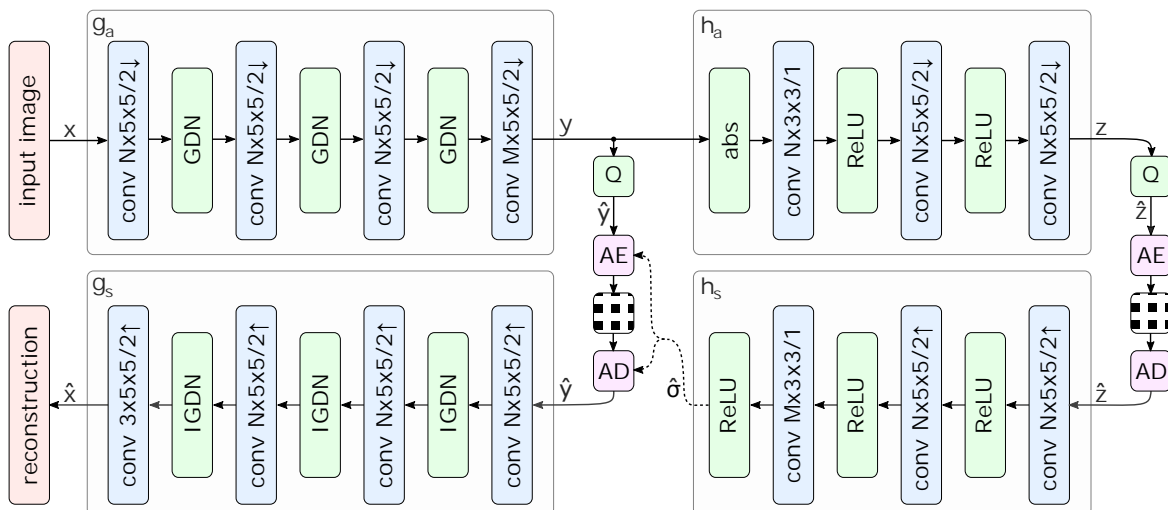 gₐ
input image
x
conv Nx5x5/2↓
GDN
conv Nx5x5/2↓
GDN
conv Nx5x5/2↓
GDN
conv Mx5x5/2↓
y
hₐ
abs
conv Nx3x3/1
ReLU
conv Nx5x5/2↓
ReLU
conv Nx5x5/2↓
z
Q
ŷ
AE
AD
Q
ẑ
AE
AD
gₛ
reconstruction
x̂
conv 3x5x5/2↑
IGDN
conv Nx5x5/2↑
IGDN
conv Nx5x5/2↑
IGDN
conv Nx5x5/2↑
ŷ
σ̂
hₛ
ReLU
conv Mx3x3/1
ReLU
conv Nx5x5/2↑
ReLU
conv Nx5x5/2↑
ẑ